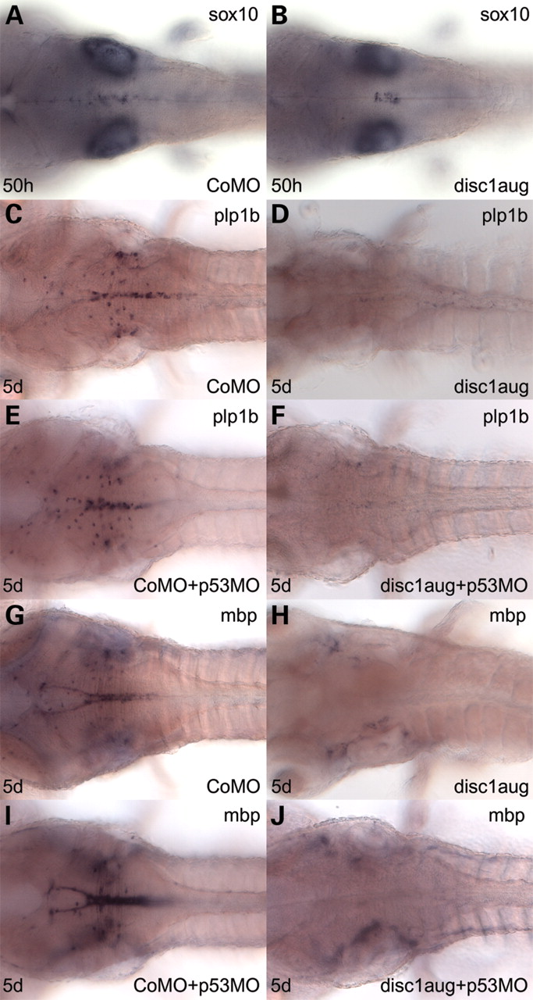 A sox10
50h CoMO
B sox10
50h disc1aug
C plp1b
5d CoMO
D plp1b
5d disc1aug
E plp1b
5d CoMO+p53MO
F plp1b
5d disc1aug+p53MO
G mbp
5d CoMO
H mbp
5d disc1aug
I mbp
5d CoMO+p53MO
J mbp
5d disc1aug+p53MO